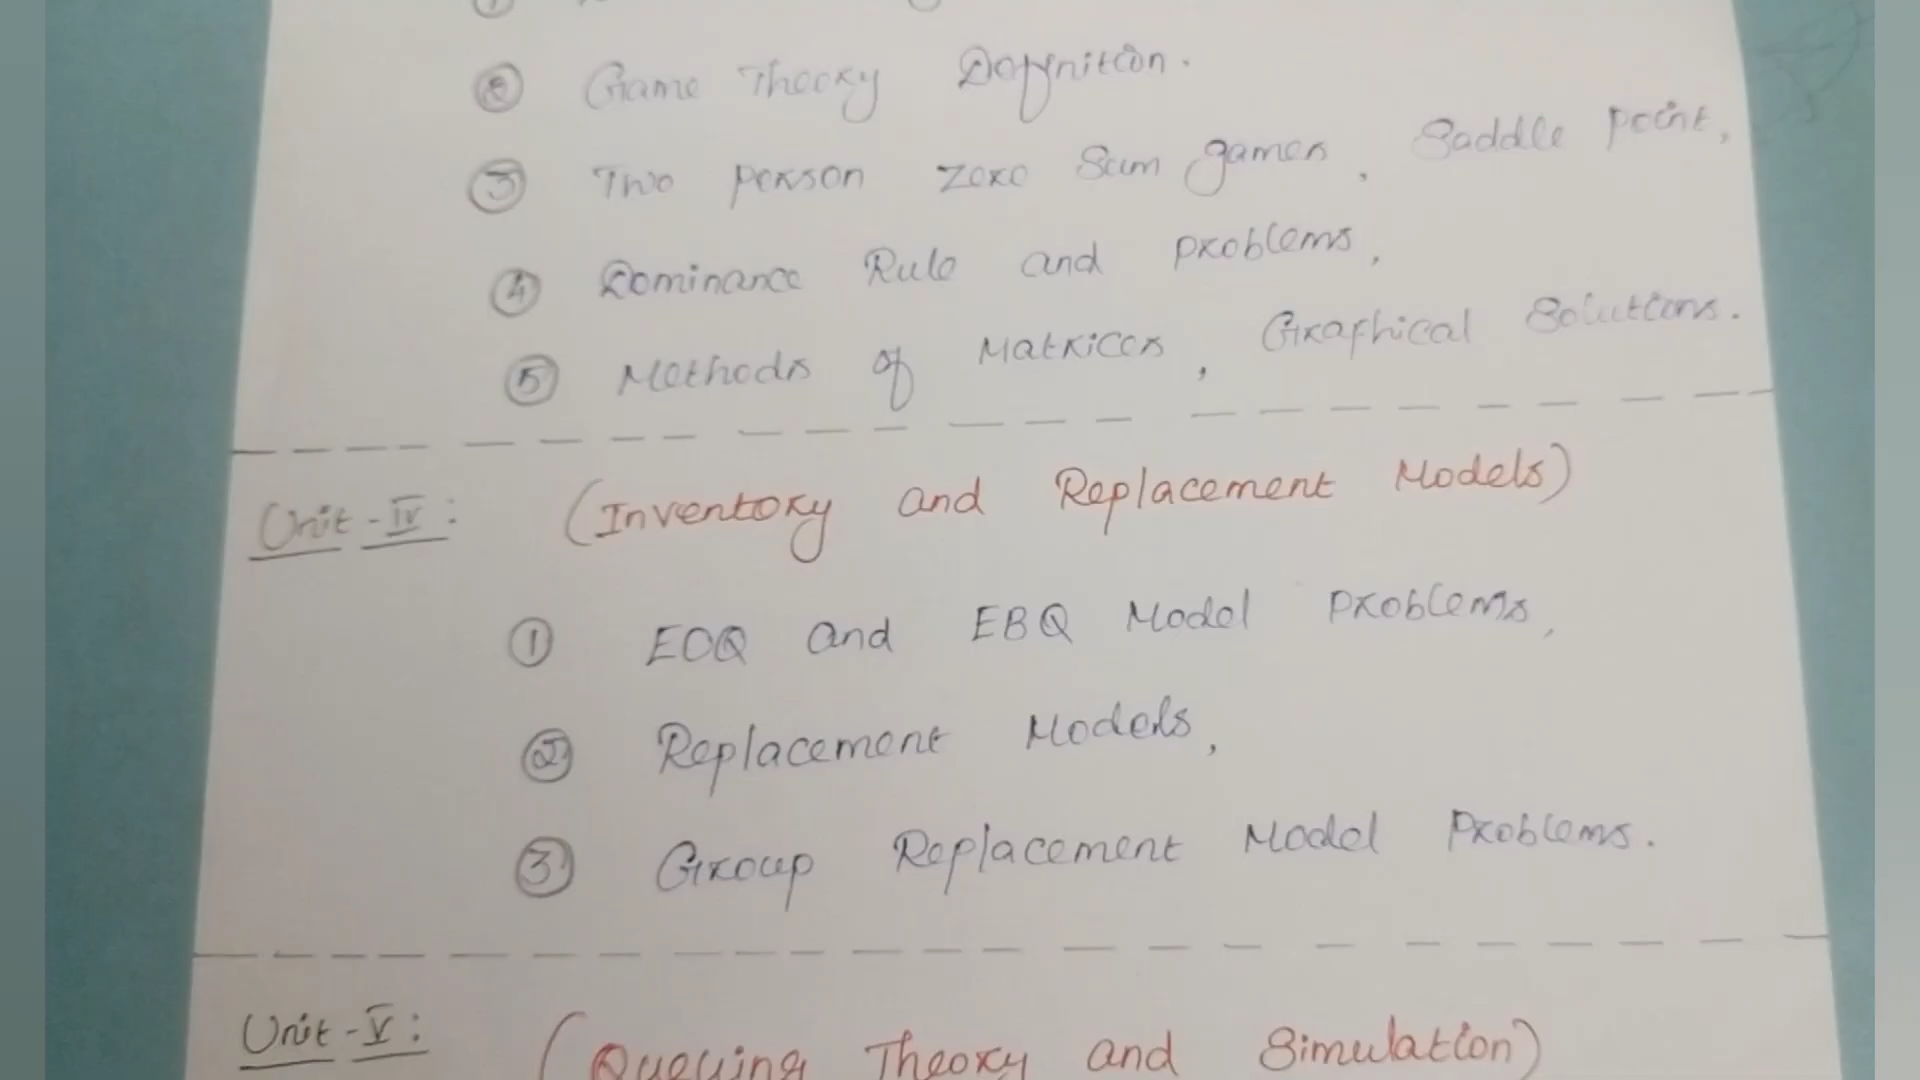 ② Game Theory Definition.
③ Two person zero Sum games, Saddle point,
④ Dominance Rule and problems,
⑤ Methods of Matrices, Graphical Solutions.
Unit-IV: (Inventory and Replacement Models)
① EOQ and EBQ Model Problems,
② Replacement Models,
③ Group Replacement Model Problems.
Unit-V: (Queuing Theory and Simulation)